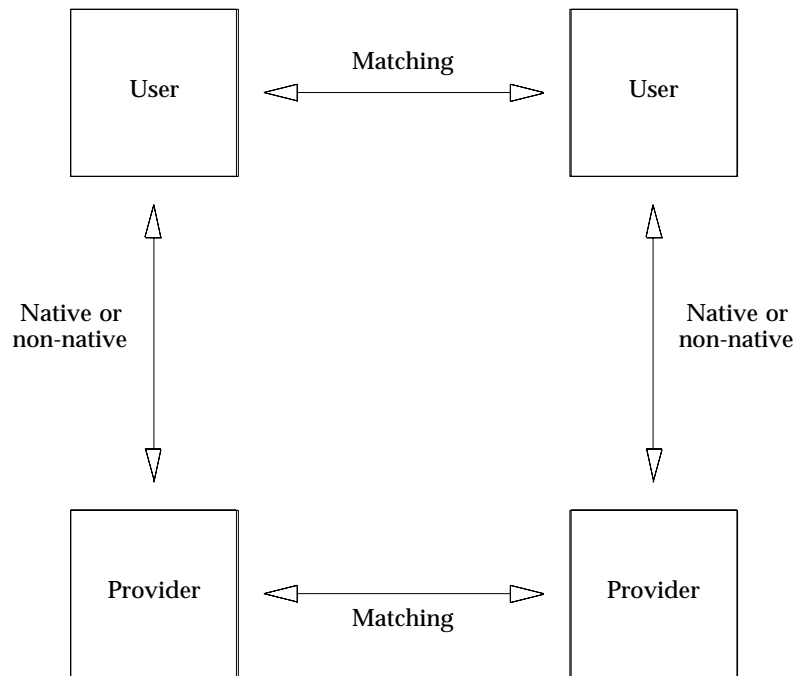 Matching
User
User
Native or
non-native
Native or
non-native
Provider
Provider
Matching